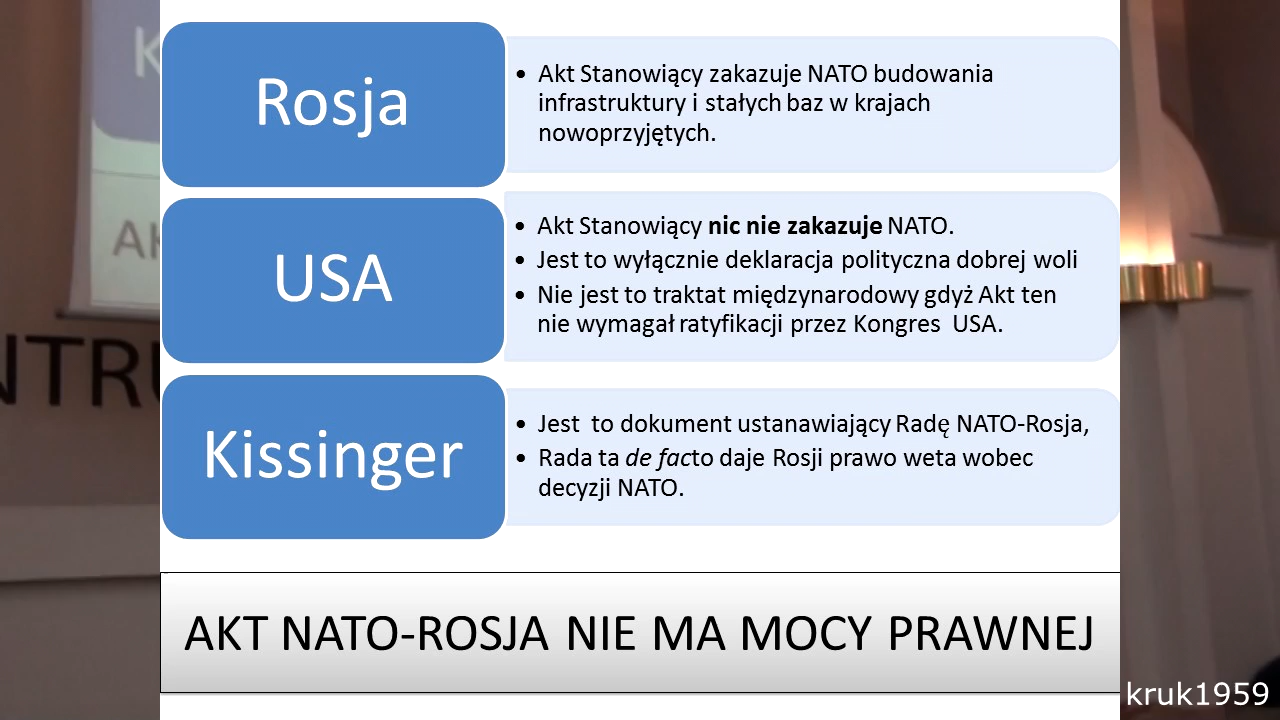 Rosja
• Akt Stanowiący zakazuje NATO budowania
infrastruktury i stałych baz w krajach
nowoprzyjętych.
USA
• Akt Stanowiący nic nie zakazuje NATO.
• Jest to wyłącznie deklaracja polityczna dobrej woli
• Nie jest to traktat międzynarodowy gdyż Akt ten
nie wymagał ratyfikacji przez Kongres USA.
Kissinger
• Jest to dokument ustanawiający Radę NATO-Rosja,
• Rada ta de facto daje Rosji prawo weta wobec
decyzji NATO.
AKT NATO-ROSJA NIE MA MOCY PRAWNEJ
kruk1959